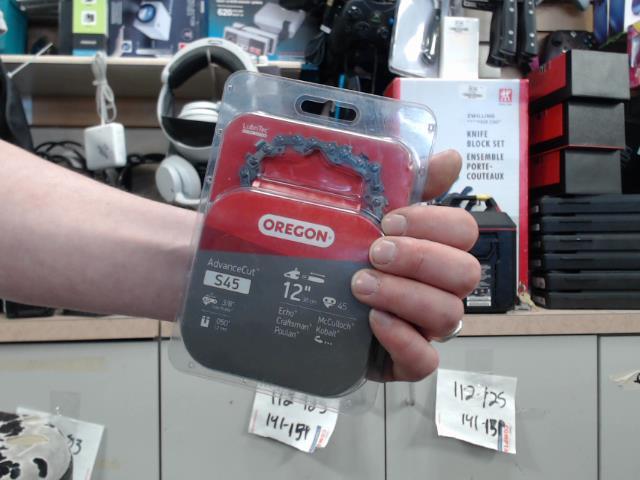 LubriTec
OREGON
AdvanceCut
S45
3/8"
.050"
12"
45
Echo
Craftsman
Poulan
McCulloch
Kobalt
ZWILLING
KNIFE
BLOCK SET
ENSEMBLE
PORTE-
COUTEAUX
112-125
141-154
112-125
141-154